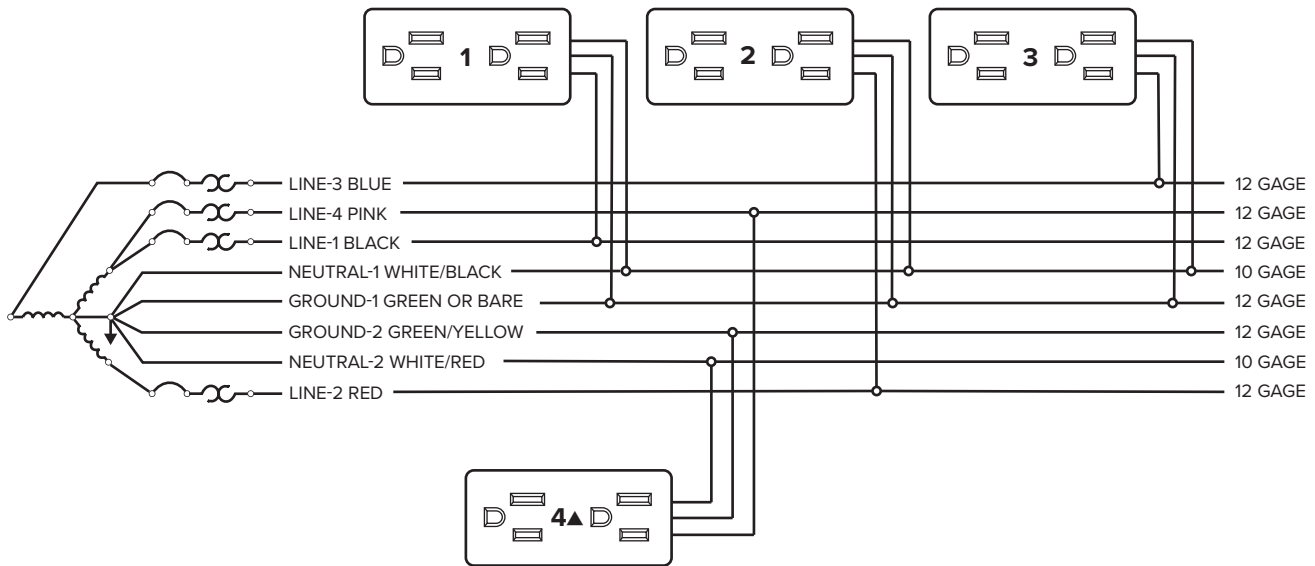 1
2
3
LINE-3 BLUE
12 GAGE
LINE-4 PINK
12 GAGE
LINE-1 BLACK
12 GAGE
NEUTRAL-1 WHITE/BLACK
10 GAGE
GROUND-1 GREEN OR BARE
12 GAGE
GROUND-2 GREEN/YELLOW
12 GAGE
NEUTRAL-2 WHITE/RED
10 GAGE
LINE-2 RED
12 GAGE
4▲